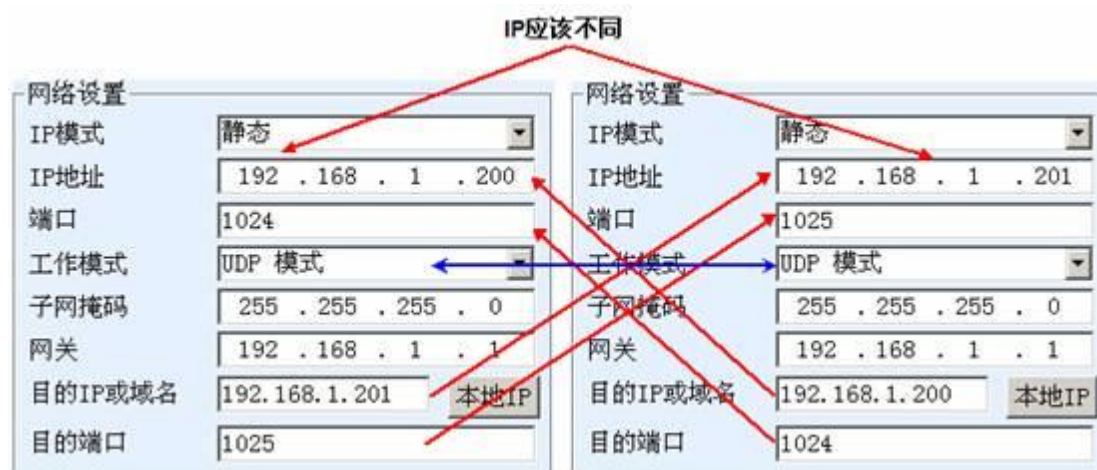 IP应该不同
网络设置
IP模式 静态
IP地址 192 . 168 . 1 . 200
端口 1024
工作模式 UDP 模式
子网掩码 255 . 255 . 255 . 0
网关 192 . 168 . 1 . 1
目的IP或域名 192.168.1.201 本地IP
目的端口 1025
网络设置
IP模式 静态
IP地址 192 . 168 . 1 . 201
端口 1025
工作模式 UDP 模式
子网掩码 255 . 255 . 255 . 0
网关 192 . 168 . 1 . 1
目的IP或域名 192.168.1.200 本地IP
目的端口 1024